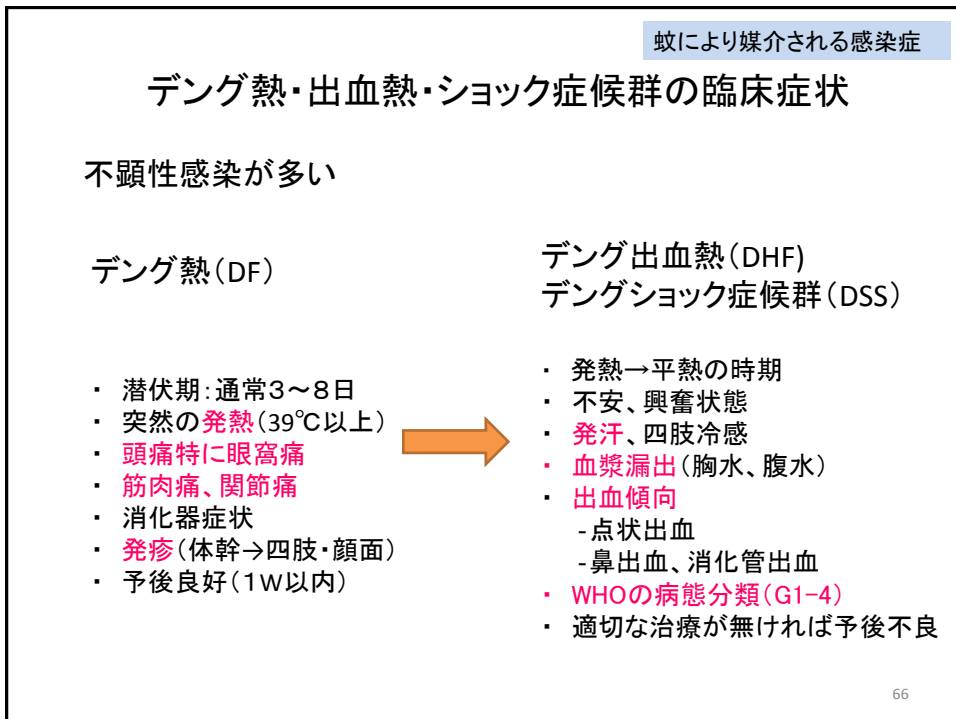 蚊により媒介される感染症
デング熱・出血熱・ショック症候群の臨床症状
不顕性感染が多い
デング熱（DF）
・ 潜伏期：通常３～８日
・ 突然の発熱（39℃以上）
・ 頭痛特に眼窩痛
・ 筋肉痛、関節痛
・ 消化器症状
・ 発疹（体幹→四肢・顔面）
・ 予後良好（１Ｗ以内）
デング出血熱（DHF)
デングショック症候群（DSS）
・ 発熱→平熱の時期
・ 不安、興奮状態
・ 発汗、四肢冷感
・ 血漿漏出（胸水、腹水）
・ 出血傾向
-点状出血
-鼻出血、消化管出血
・ WHOの病態分類（G1-4）
・ 適切な治療が無ければ予後不良
66